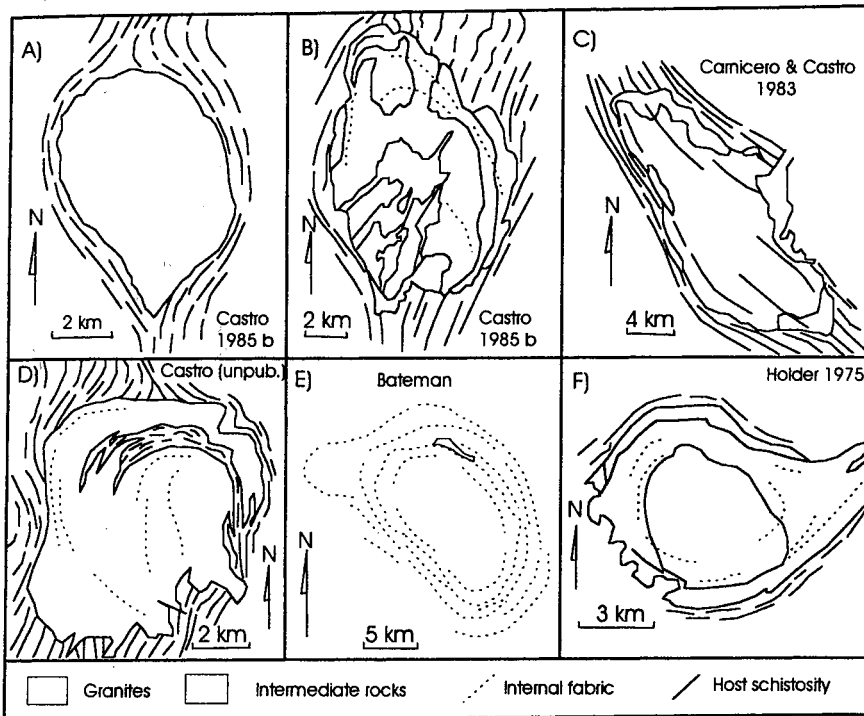 A)
N
2 km
Castro
1985 b
B)
N
2 km
Castro
1985 b
C)
Carnicero & Castro
1983
N
4 km
D)
Castro (unpub.)
N
2 km
E)
Bateman
N
5 km
F)
Holder 1975
N
3 km
Granites
Intermediate rocks
Internal fabric
Host schistosity